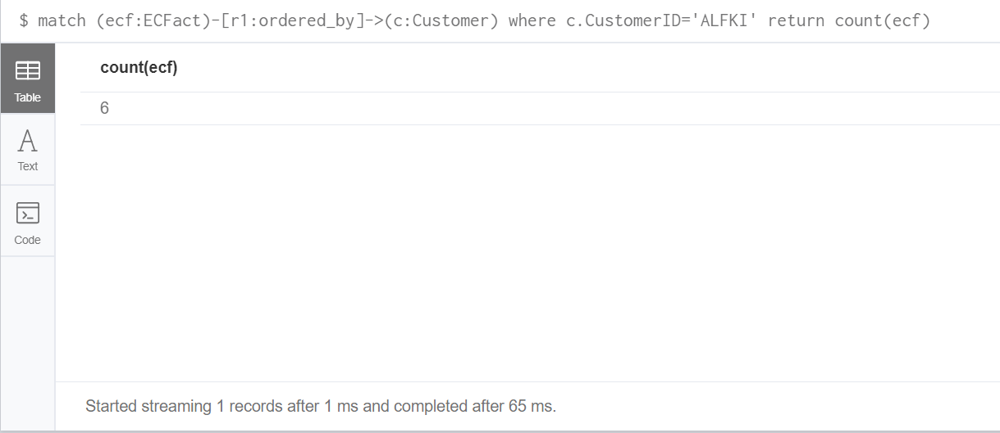 $ match (ecf:ECFact)-[r1:ordered_by]->(c:Customer) where c.CustomerID='ALFKI' return count(ecf)
Table
count(ecf)
6
A
Text
>_
Code
Started streaming 1 records after 1 ms and completed after 65 ms.